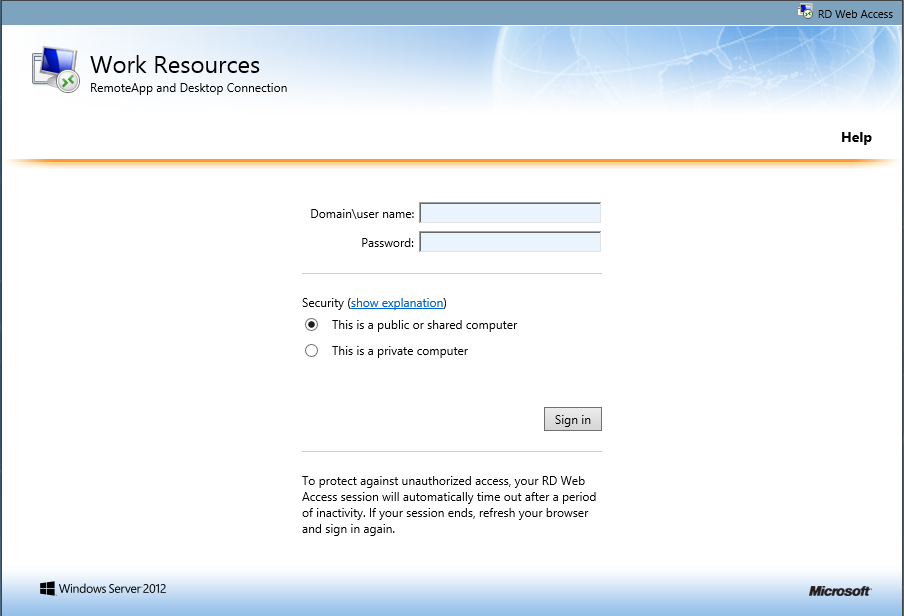 RD Web Access
Work Resources
RemoteApp and Desktop Connection
Help
Domain\user name:
Password:
Security (show explanation)
This is a public or shared computer
This is a private computer
Sign in
To protect against unauthorized access, your RD Web
Access session will automatically time out after a period
of inactivity. If your session ends, refresh your browser
and sign in again.
Windows Server 2012
Microsoft